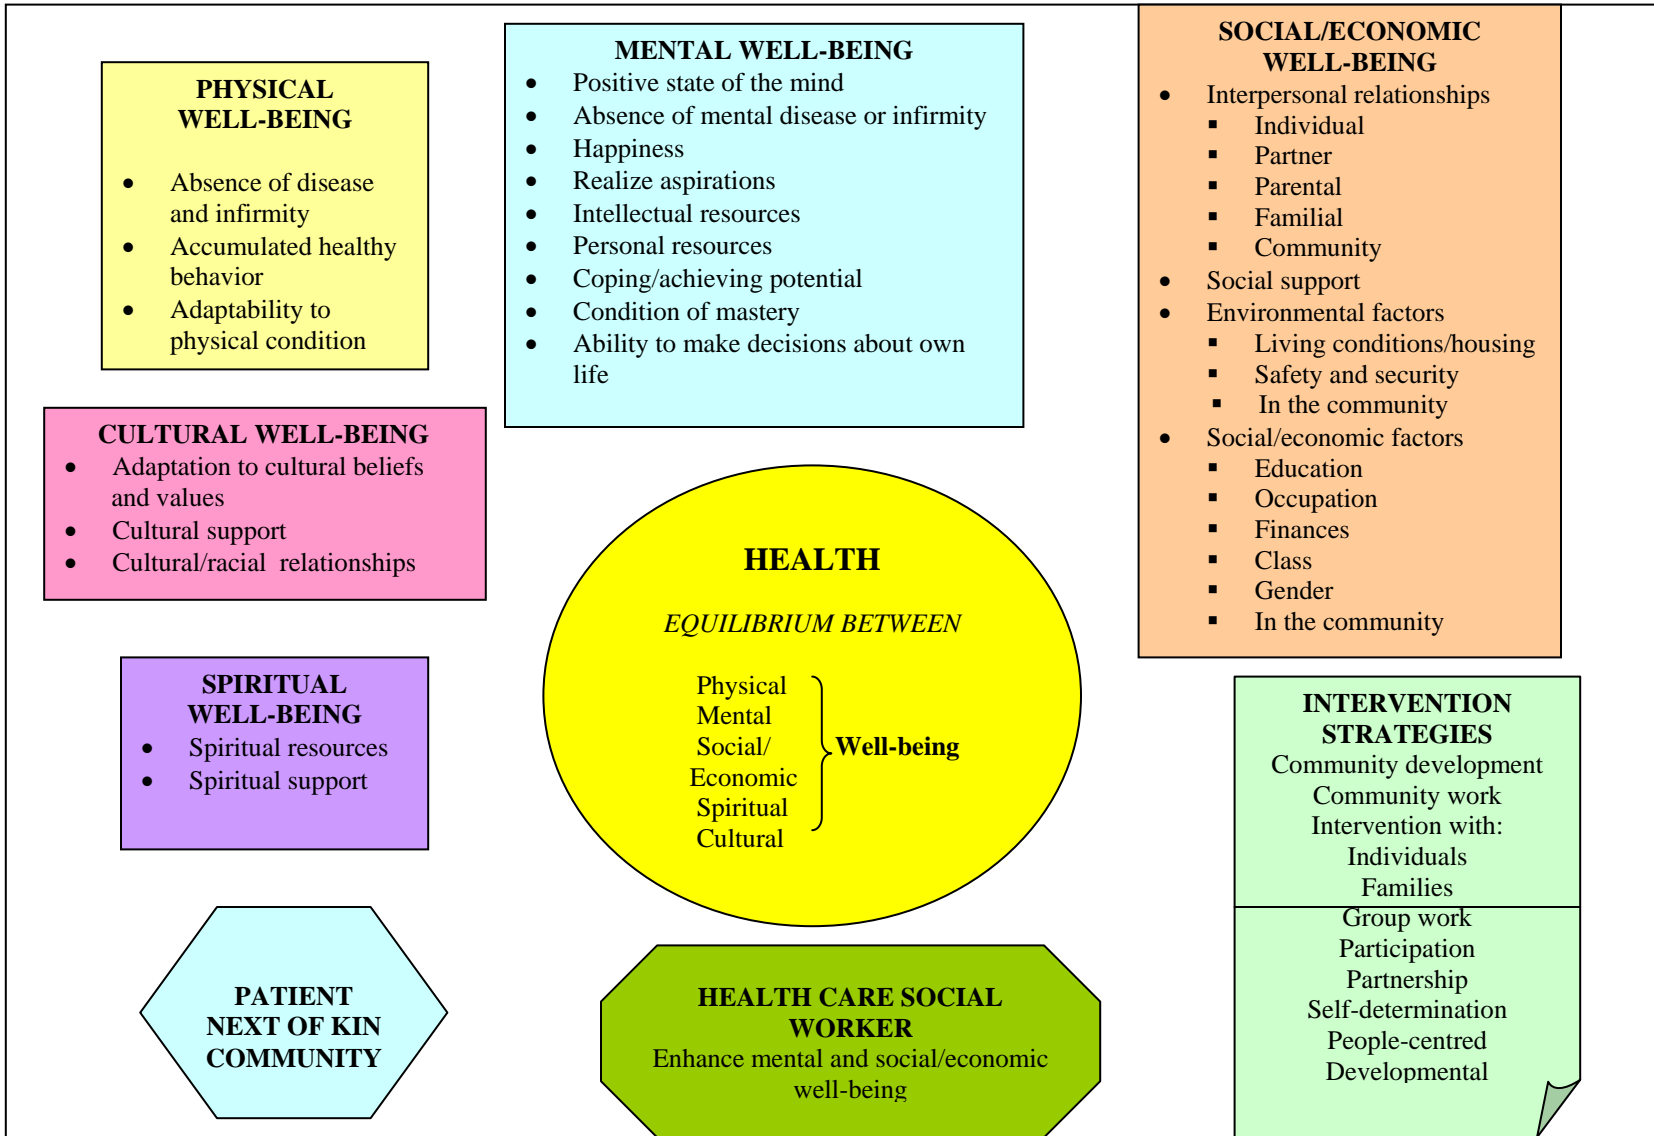 PHYSICAL
WELL-BEING
• Absence of disease
and infirmity
• Accumulated healthy
behavior
• Adaptability to
physical condition
MENTAL WELL-BEING
• Positive state of the mind
• Absence of mental disease or infirmity
• Happiness
• Realize aspirations
• Intellectual resources
• Personal resources
• Coping/achieving potential
• Condition of mastery
• Ability to make decisions about own
life
SOCIAL/ECONOMIC
WELL-BEING
• Interpersonal relationships
▪ Individual
▪ Partner
▪ Parental
▪ Familial
▪ Community
• Social support
• Environmental factors
▪ Living conditions/housing
▪ Safety and security
▪ In the community
• Social/economic factors
▪ Education
▪ Occupation
▪ Finances
▪ Class
▪ Gender
▪ In the community
CULTURAL WELL-BEING
• Adaptation to cultural beliefs
and values
• Cultural support
• Cultural/racial relationships
HEALTH
EQUILIBRIUM BETWEEN
Physical
Mental
Social/
Economic
Spiritual
Cultural
Well-being
SPIRITUAL
WELL-BEING
• Spiritual resources
• Spiritual support
INTERVENTION
STRATEGIES
Community development
Community work
Intervention with:
Individuals
Families
Group work
Participation
Partnership
Self-determination
People-centred
Developmental
PATIENT
NEXT OF KIN
COMMUNITY
HEALTH CARE SOCIAL
WORKER
Enhance mental and social/economic
well-being